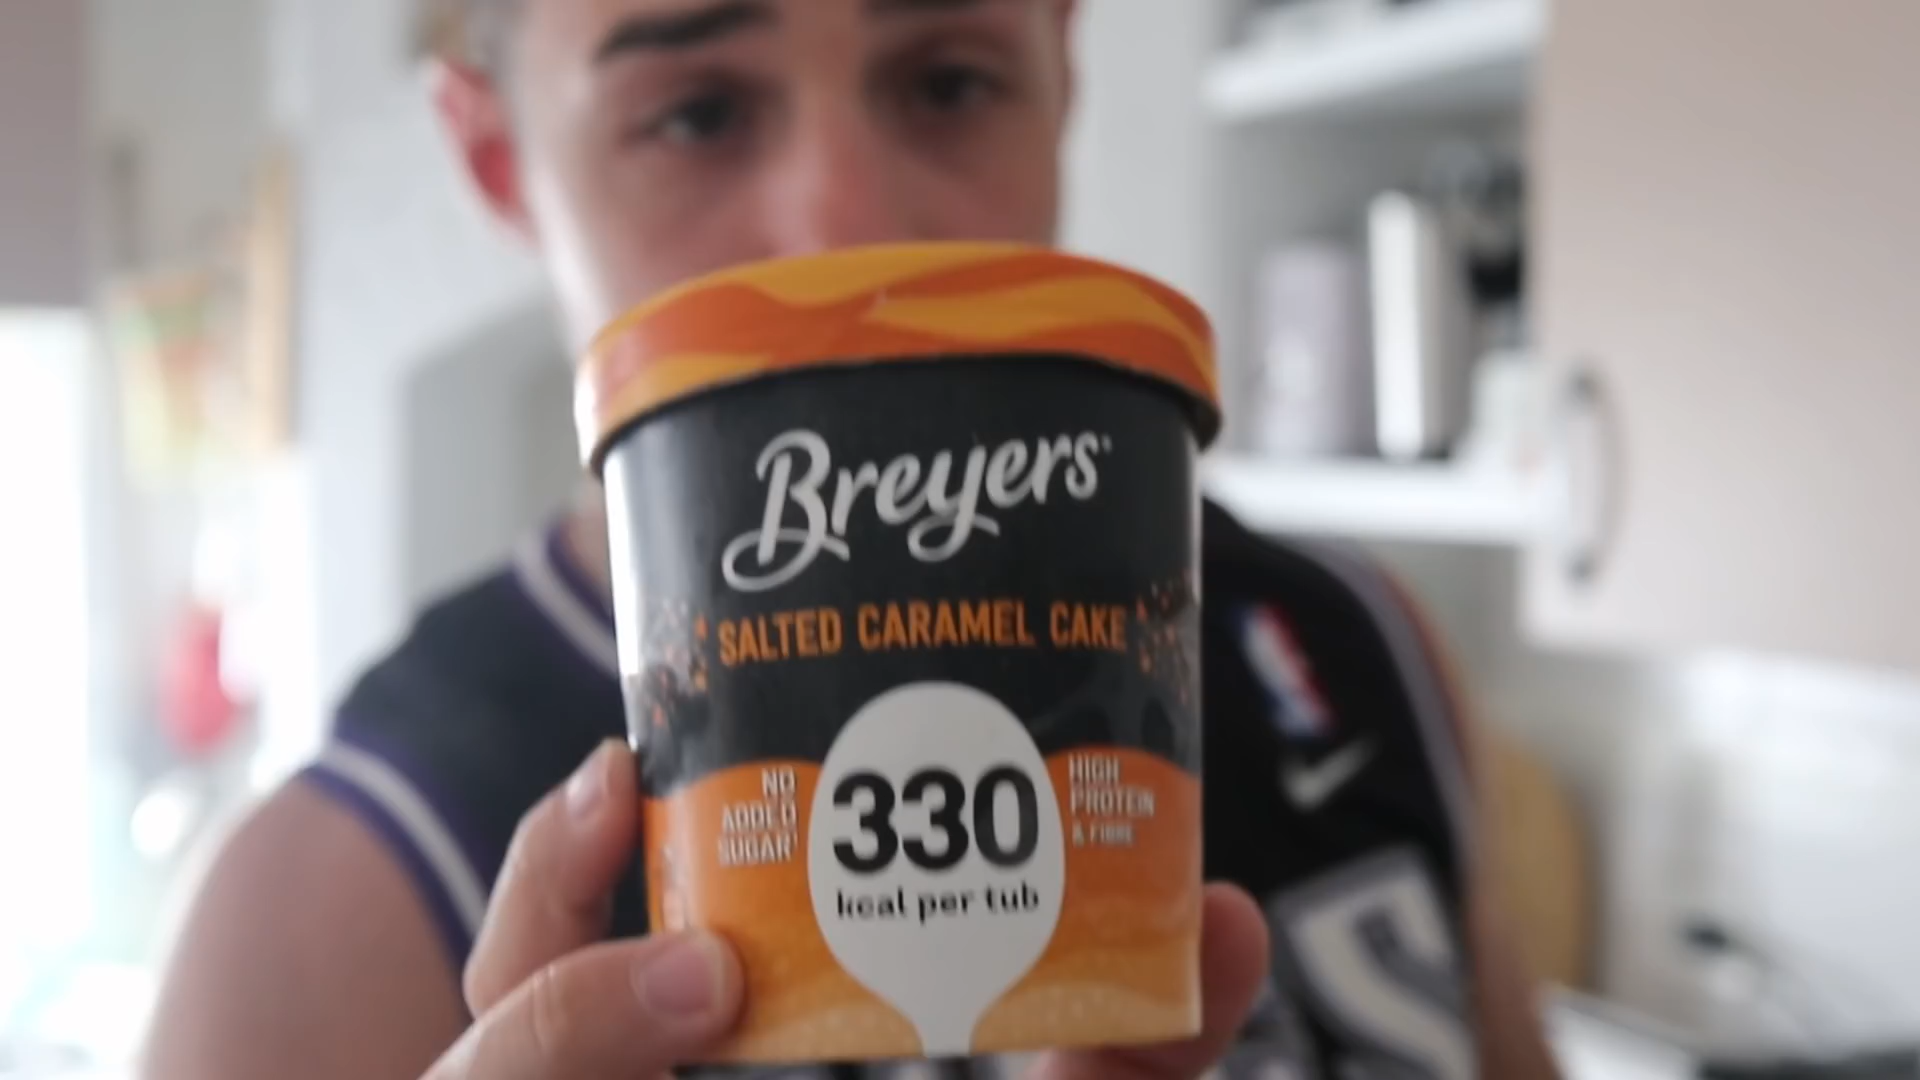 Breyers
SALTED CARAMEL CAKE
NO
ADDED
SUGAR
330
kcal per tub
HIGH
PROTEIN
& FIBRE
S